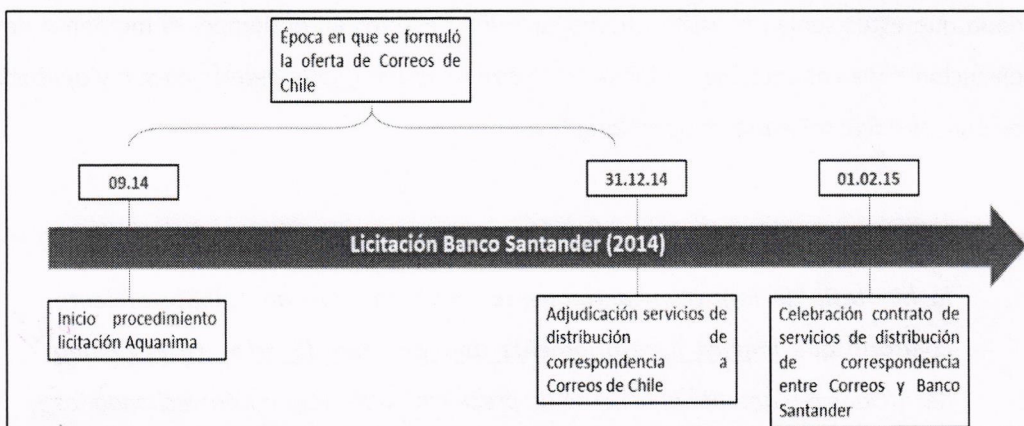 Época en que se formuló
la oferta de Correos de
Chile
09.14
31.12.14
01.02.15
Licitación Banco Santander (2014)
Inicio procedimiento
licitación Aquanima
Adjudicación servicios de
distribución de
correspondencia a
Correos de Chile
Celebración contrato de
servicios de distribución
de correspondencia
entre Correos y Banco
Santander